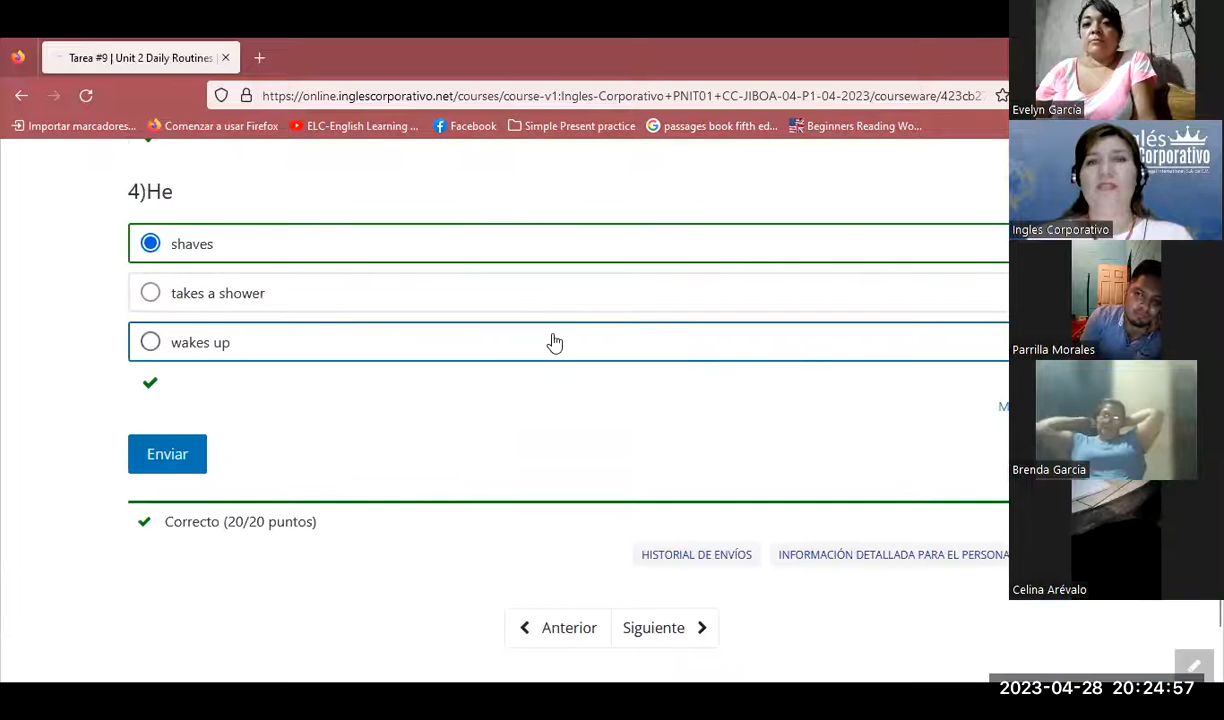 Tarea #9 | Unit 2 Daily Routines |
https://online.inglescorporativo.net/courses/course-v1:Ingles-Corporativo+PNIT01+CC-JIBOA-04-P1-04-2023/courseware/423cb2
Importar marcadores...
Comenzar a usar Firefox
ELC-English Learning ...
Facebook
Simple Present practice
passages book fifth ed...
Beginners Reading Wo...
4)He
shaves
takes a shower
wakes up
M
Enviar
Correcto (20/20 puntos)
HISTORIAL DE ENVÍOS
INFORMACIÓN DETALLADA PARA EL PERSONA
Anterior
Siguiente
Evelyn García
glés
Corporativo
Ingles Corporativo
Parrilla Morales
Brenda Garcia
Celina Arévalo
2023-04-28 20:24:57